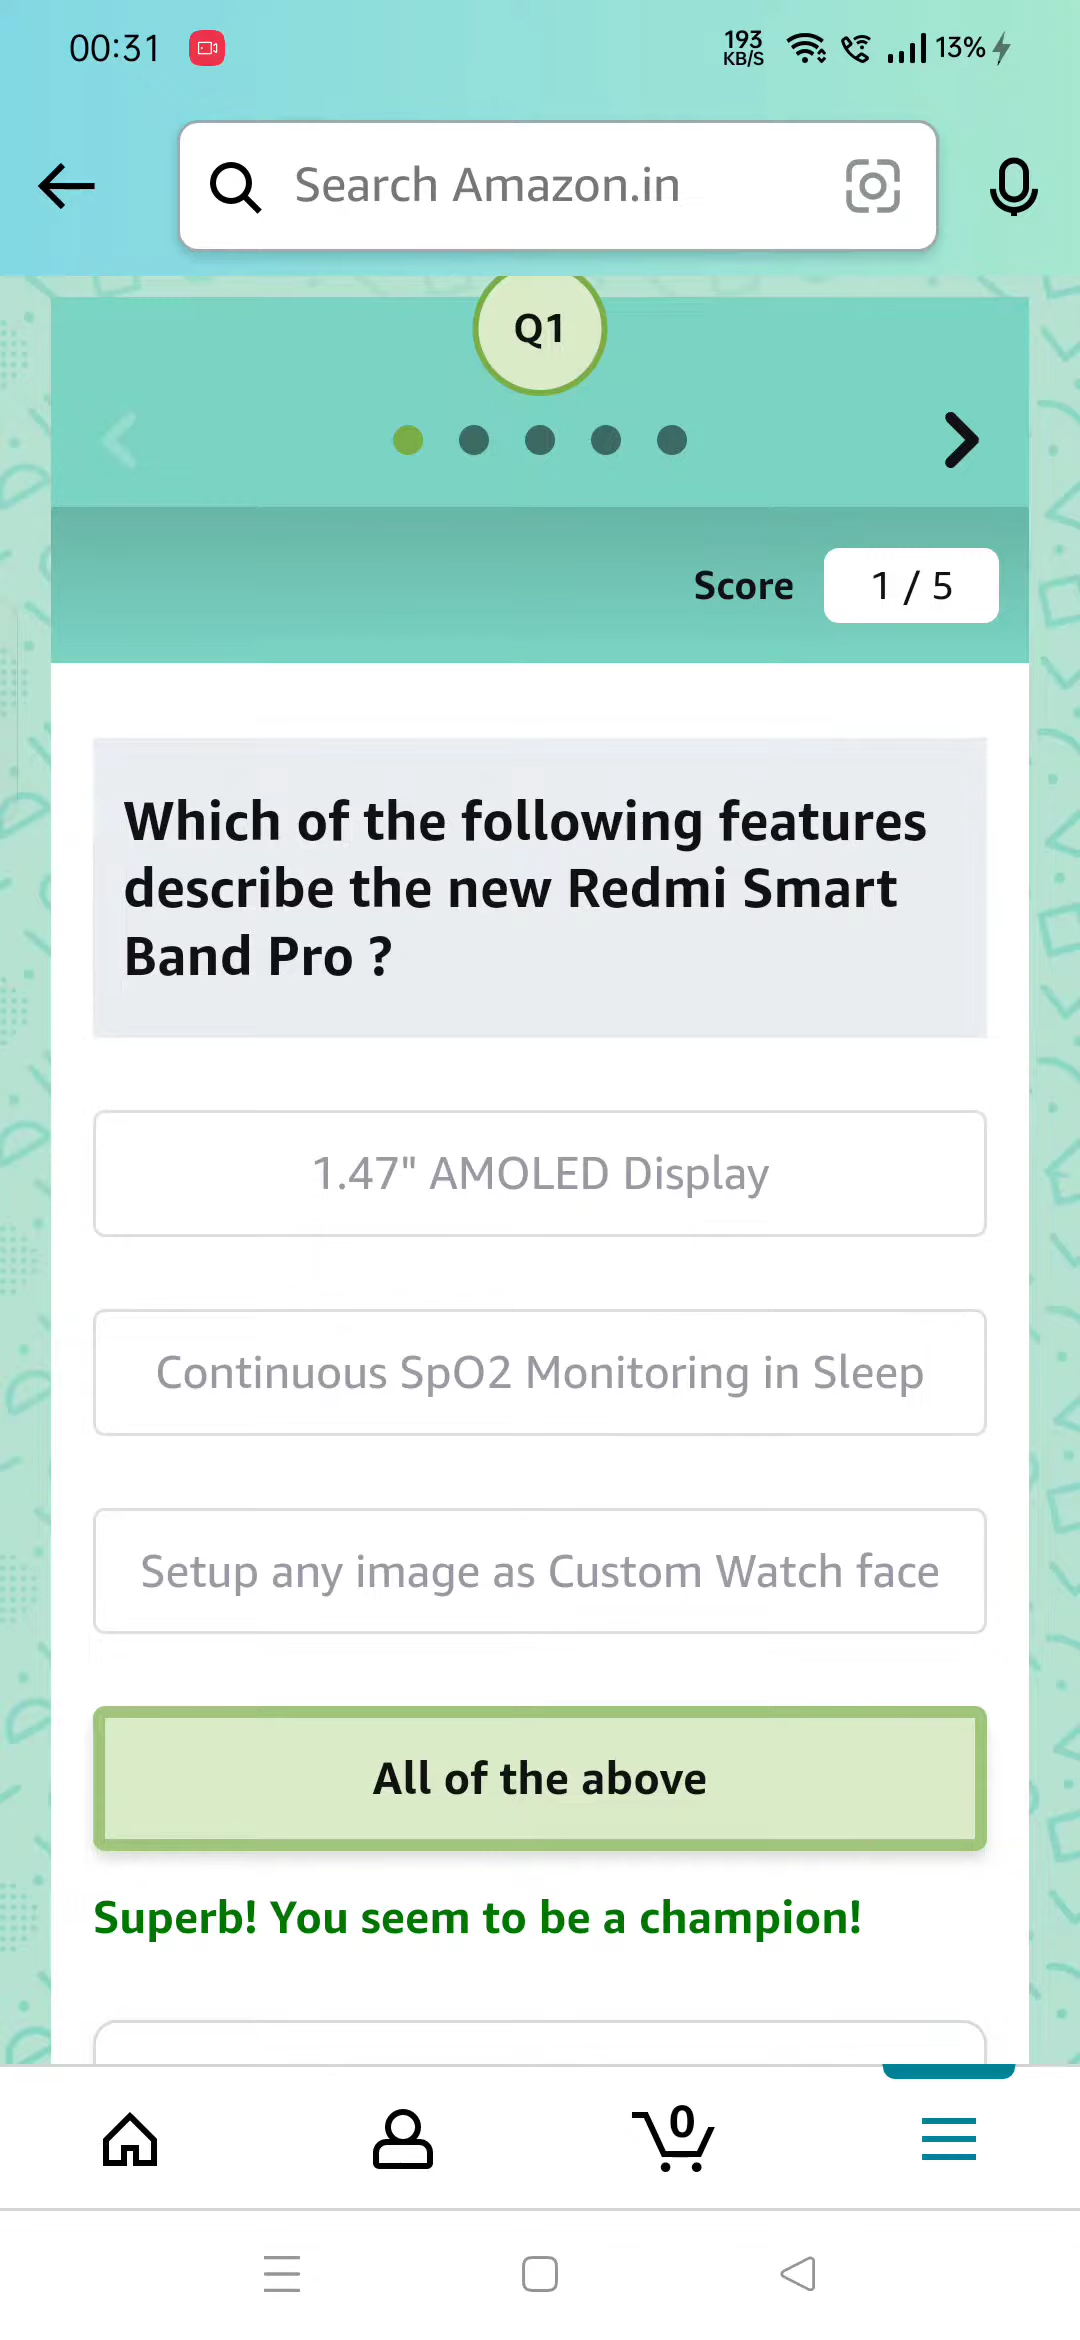 00:31
193 KB/S
13%
Search Amazon.in
Q1
Score 1 / 5
Which of the following features
describe the new Redmi Smart
Band Pro ?
1.47" AMOLED Display
Continuous SpO2 Monitoring in Sleep
Setup any image as Custom Watch face
All of the above
Superb! You seem to be a champion!
0